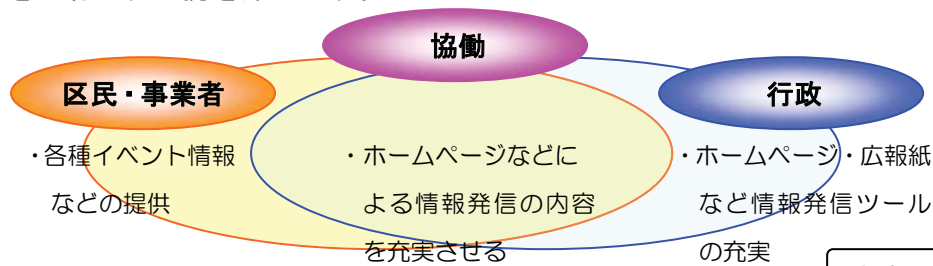 協働
区民・事業者
行政
・各種イベント情報
などの提供
・ホームページなどに
よる情報発信の内容
を充実させる
・ホームページ・広報紙
など情報発信ツール
の充実